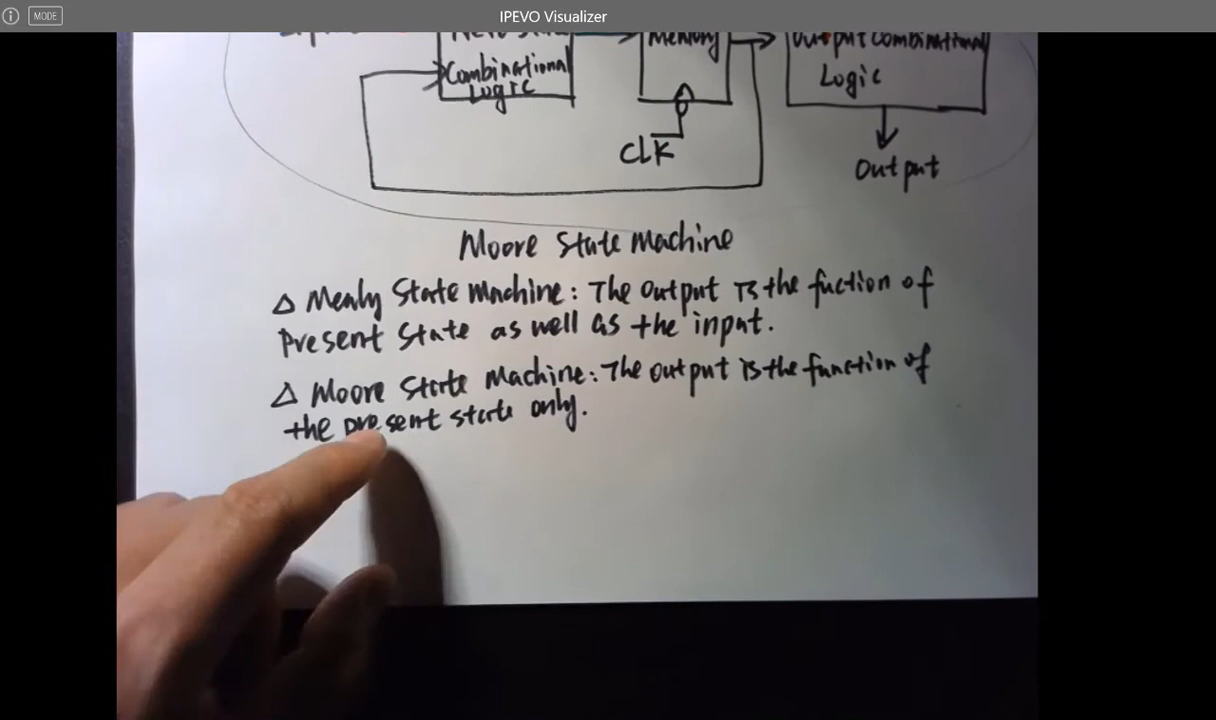 MODE
IPEVO Visualizer
Memory
Output Combinational
Combinational
Logic
Logic
CLK
Output
Moore State Machine
△ Mealy State Machine: The Output Is the fuction of
Present State as well as the input.
△ Moore State Machine: The output is the function of
the present state only.